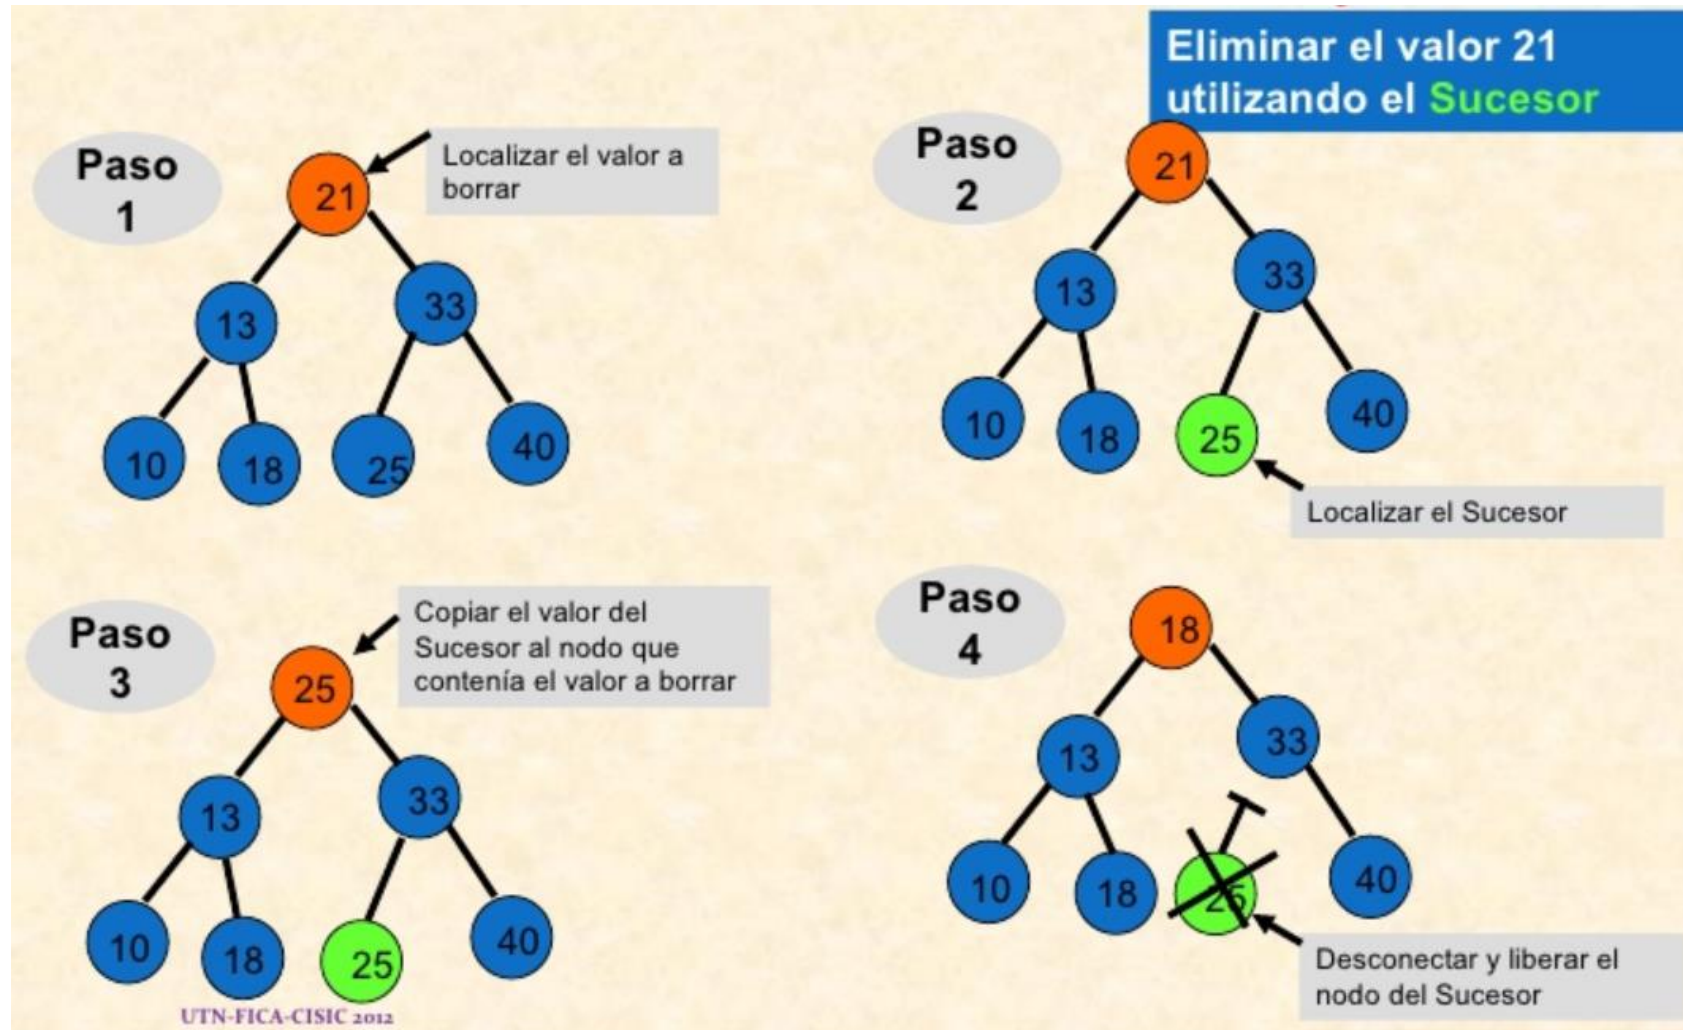 Eliminar el valor 21
utilizando el Sucesor
Paso
1
Localizar el valor a
borrar
21
13
33
10
18
25
40
Paso
2
21
13
33
10
18
25
40
Localizar el Sucesor
Paso
3
Copiar el valor del
Sucesor al nodo que
contenía el valor a borrar
25
13
33
10
18
25
40
UTN-FICA-CISIC 2012
Paso
4
18
13
33
10
18
25
40
Desconectar y liberar el
nodo del Sucesor